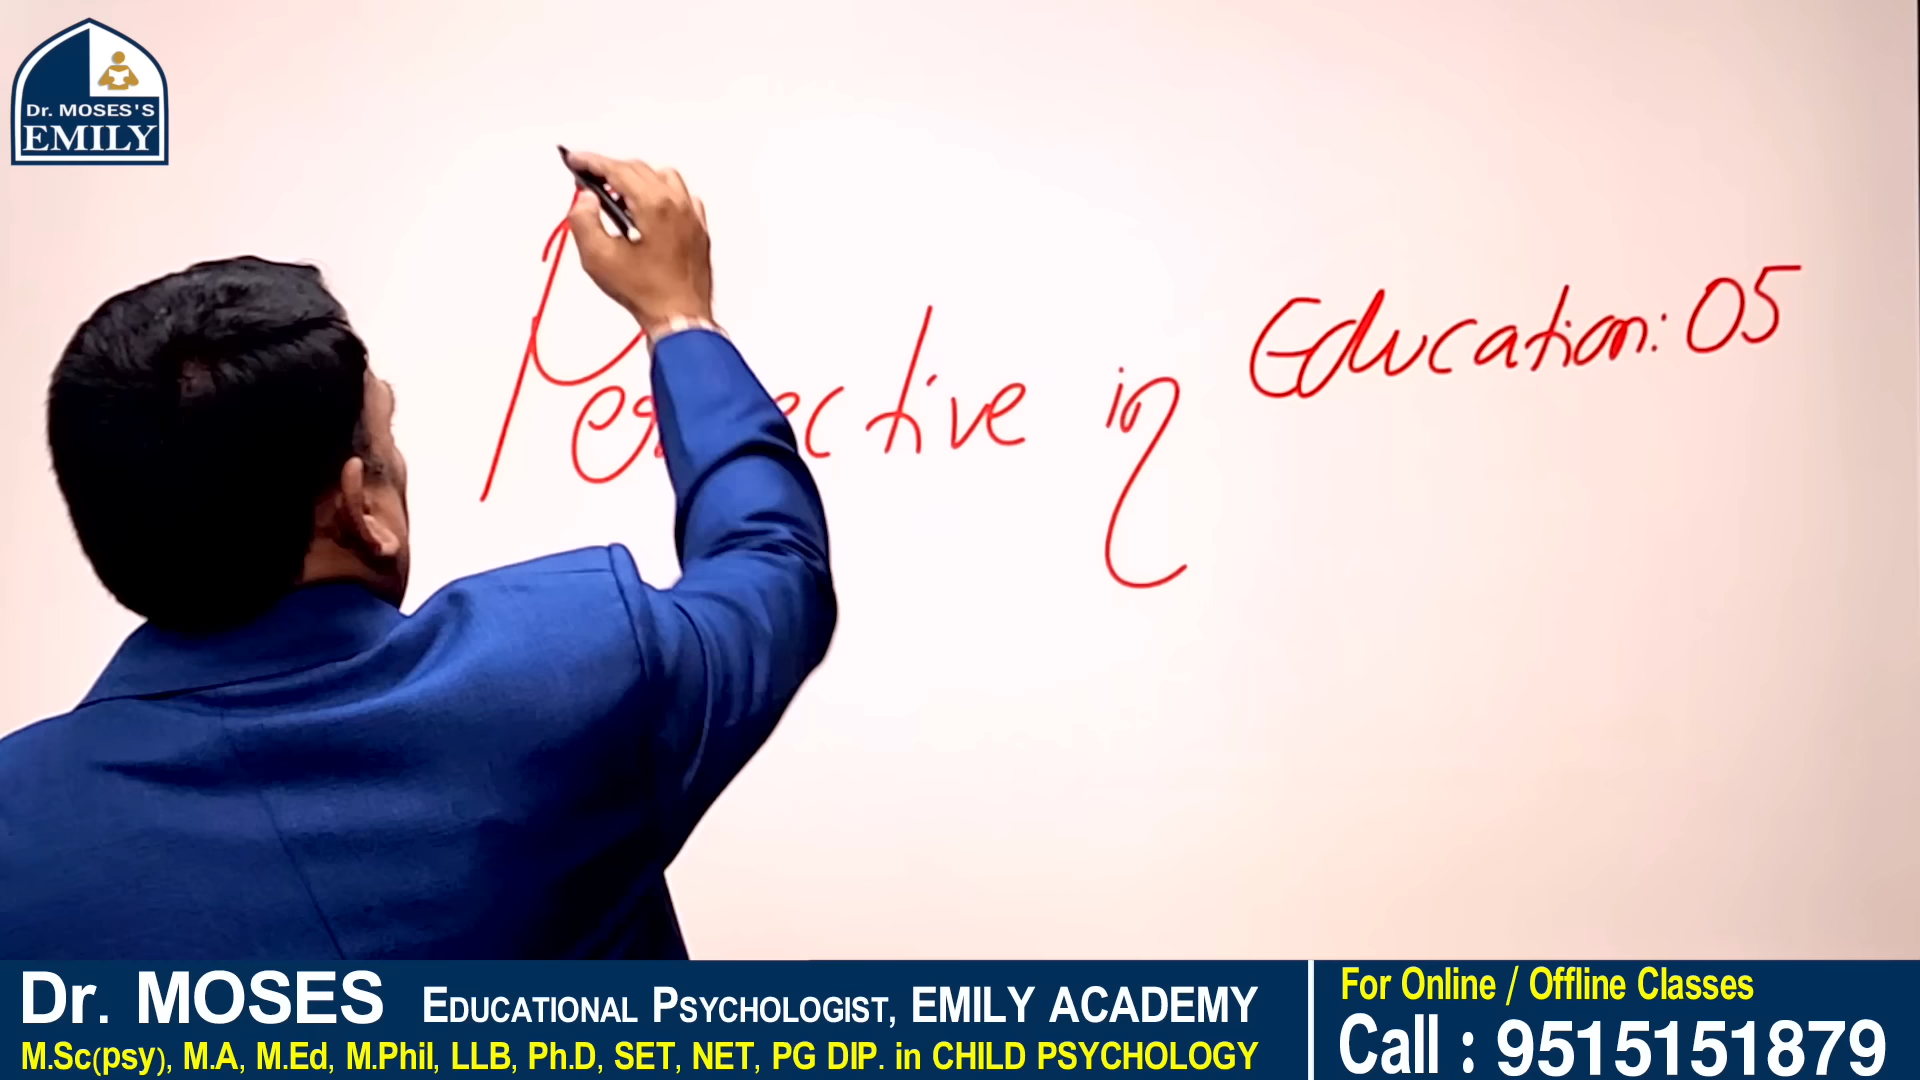 Dr. MOSES'S
EMILY
Perspective in Education: 05
Dr. MOSES EDUCATIONAL PSYCHOLOGIST, EMILY ACADEMY
M.Sc(psy), M.A, M.Ed, M.Phil, LLB, Ph.D, SET, NET, PG DIP. in CHILD PSYCHOLOGY
For Online / Offline Classes
Call : 9515151879